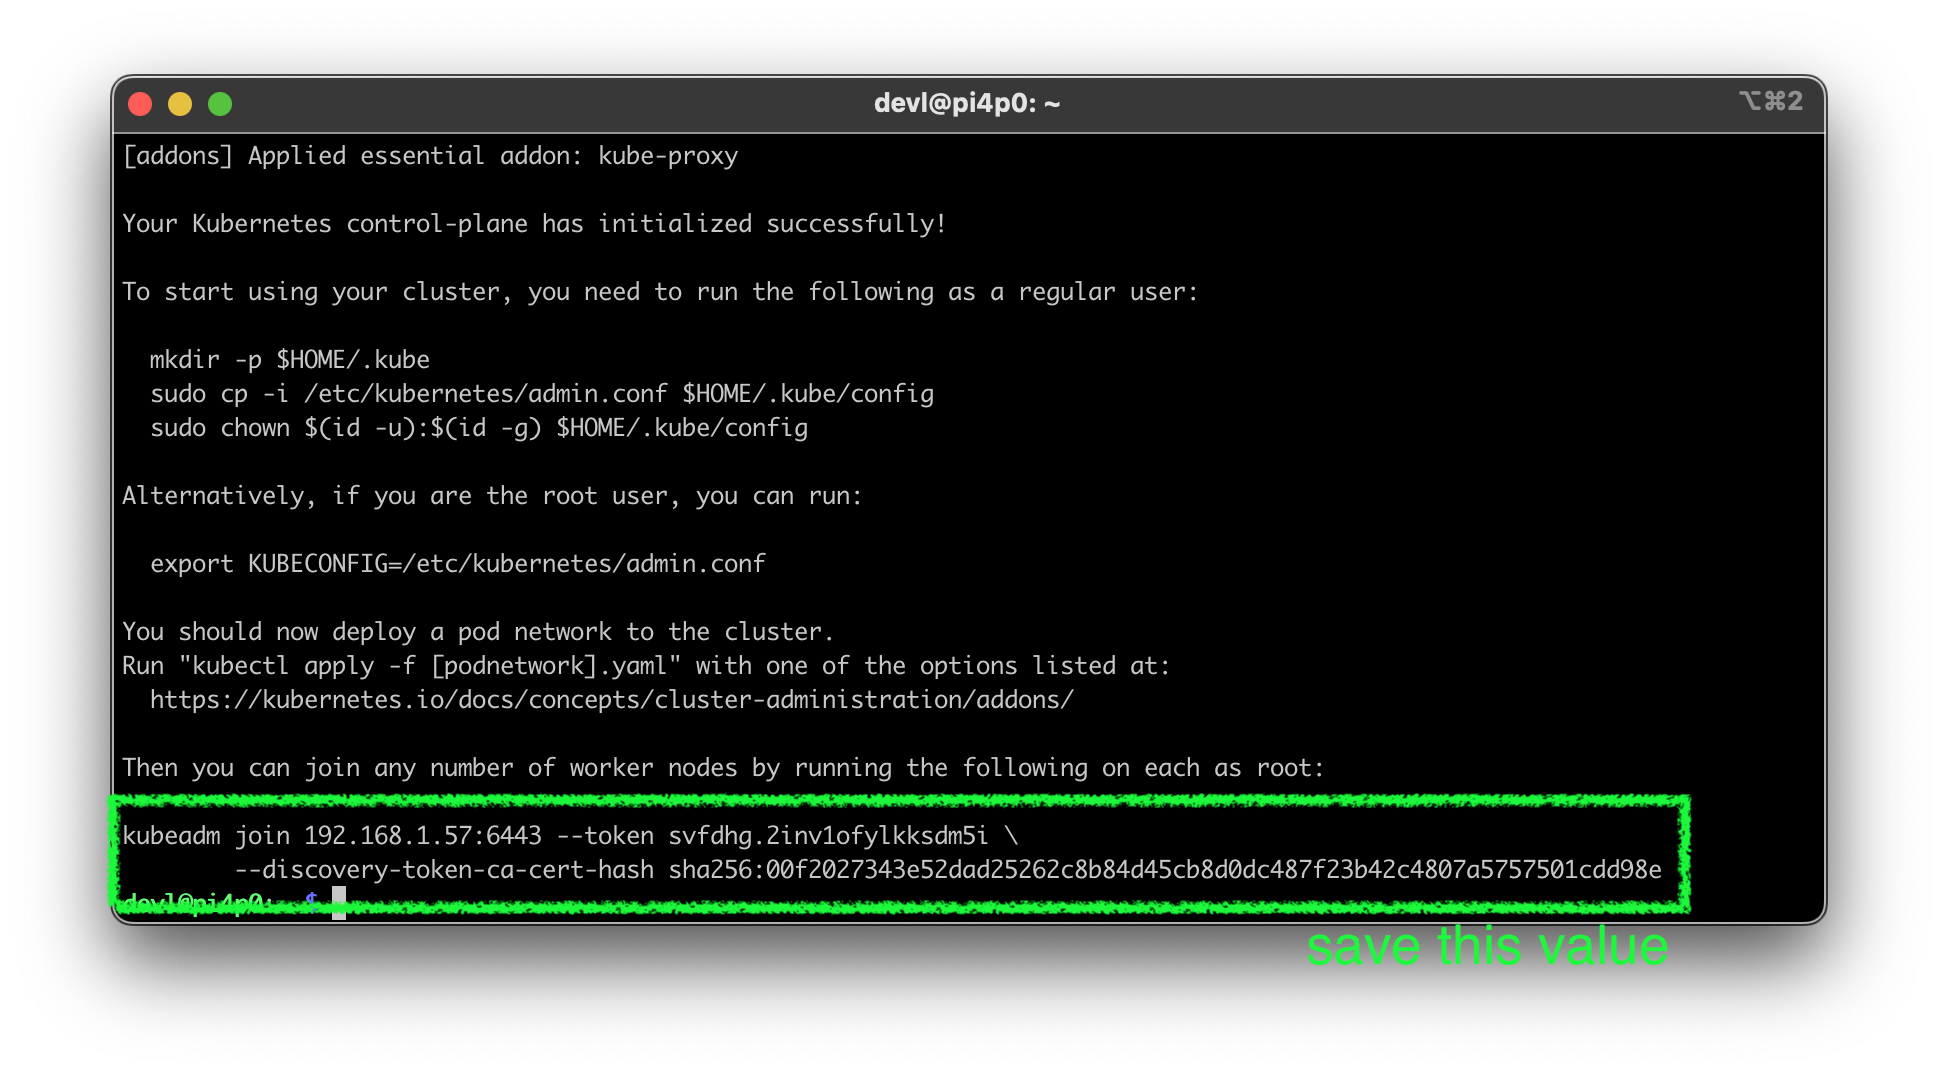 devl@pi4p0: ~
⌥⌘2
[addons] Applied essential addon: kube-proxy
Your Kubernetes control-plane has initialized successfully!
To start using your cluster, you need to run the following as a regular user:
mkdir -p $HOME/.kube
sudo cp -i /etc/kubernetes/admin.conf $HOME/.kube/config
sudo chown $(id -u):$(id -g) $HOME/.kube/config
Alternatively, if you are the root user, you can run:
export KUBECONFIG=/etc/kubernetes/admin.conf
You should now deploy a pod network to the cluster.
Run "kubectl apply -f [podnetwork].yaml" with one of the options listed at:
https://kubernetes.io/docs/concepts/cluster-administration/addons/
Then you can join any number of worker nodes by running the following on each as root:
kubeadm join 192.168.1.57:6443 --token svfdhg.2inv1ofylkksdm5i \
--discovery-token-ca-cert-hash sha256:00f2027343e52dad25262c8b84d45cb8d0dc487f23b42c4807a5757501cdd98e
devl@pi4p0: $
save this value